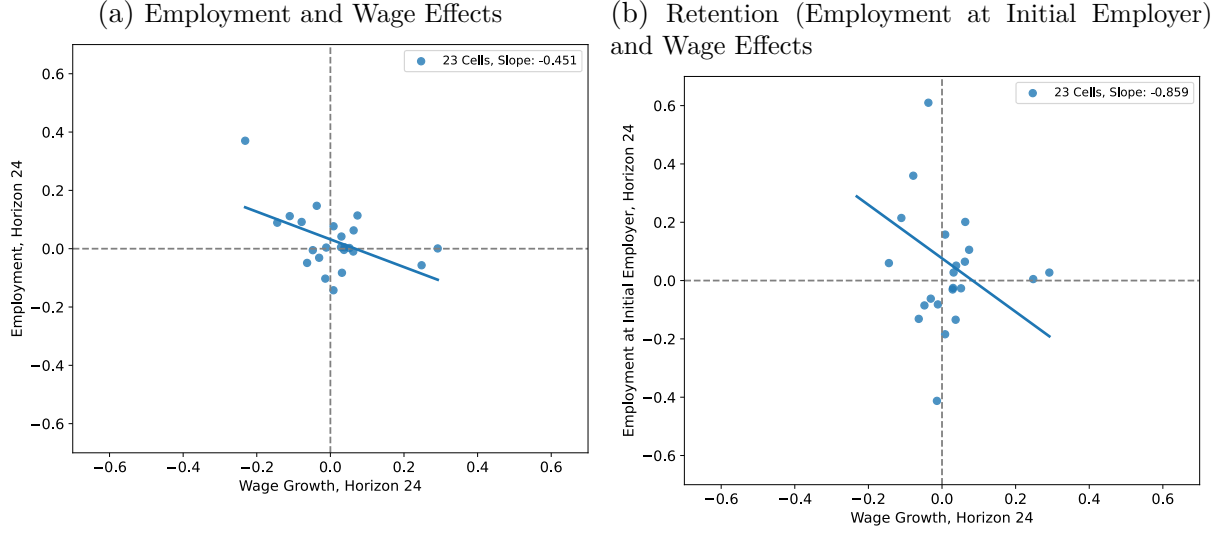 (a) Employment and Wage Effects
0.6
0.4
0.2
0.0
−0.2
−0.4
−0.6
Employment, Horizon 24
23 Cells, Slope: -0.451
−0.6 −0.4 −0.2 0.0 0.2 0.4 0.6
Wage Growth, Horizon 24
(b) Retention (Employment at Initial Employer)
and Wage Effects
0.6
0.4
0.2
0.0
−0.2
−0.4
−0.6
Employment at Initial Employer, Horizon 24
23 Cells, Slope: -0.859
−0.6 −0.4 −0.2 0.0 0.2 0.4 0.6
Wage Growth, Horizon 24